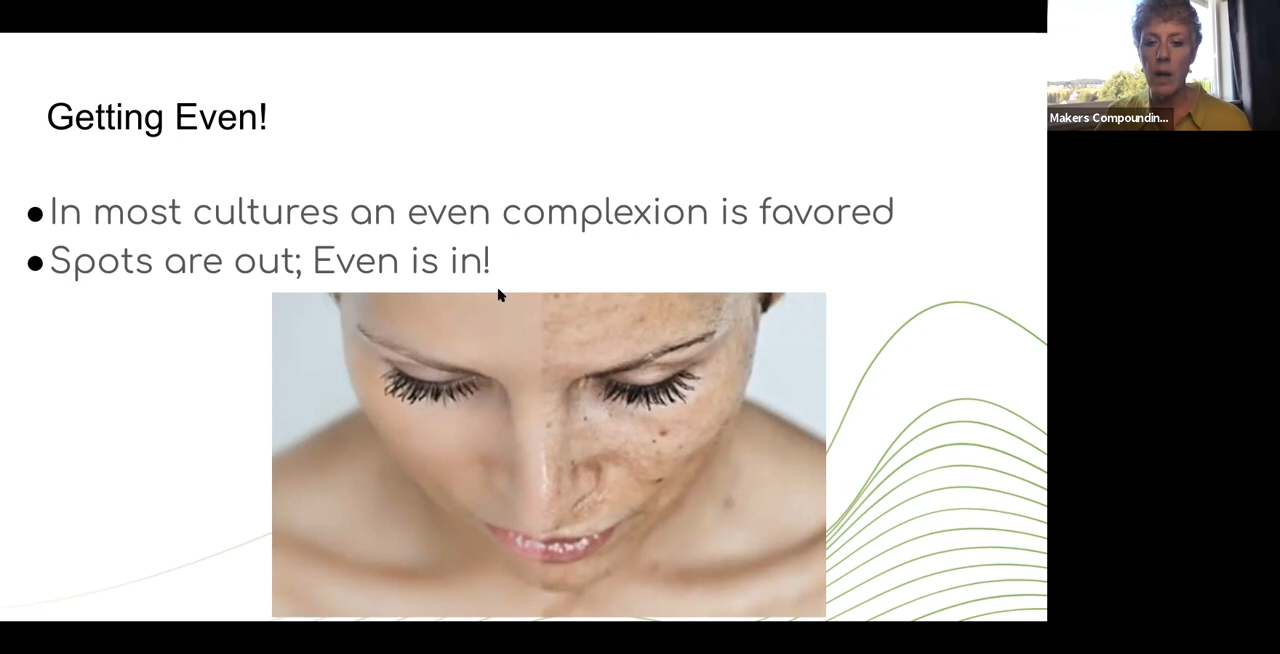 Getting Even!
●In most cultures an even complexion is favored
●Spots are out; Even is in!
Makers Compoundin...